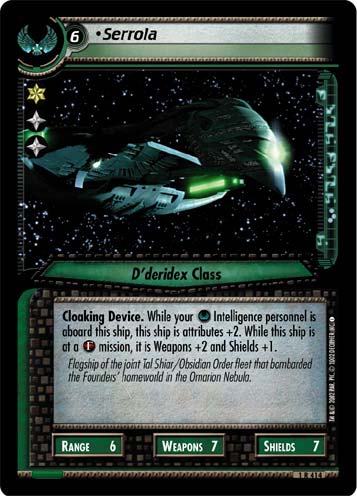 6 •Serrola
D'deridex Class
Cloaking Device. While your Intelligence personnel is
aboard this ship, this ship is attributes +2. While this ship is
at a mission, it is Weapons +2 and Shields +1.
Flagship of the joint Tal Shiar/Obsidian Order fleet that bombarded
the Founders' homeworld in the Omarion Nebula.
RANGE 6 WEAPONS 7 SHIELDS 7
1 R 414